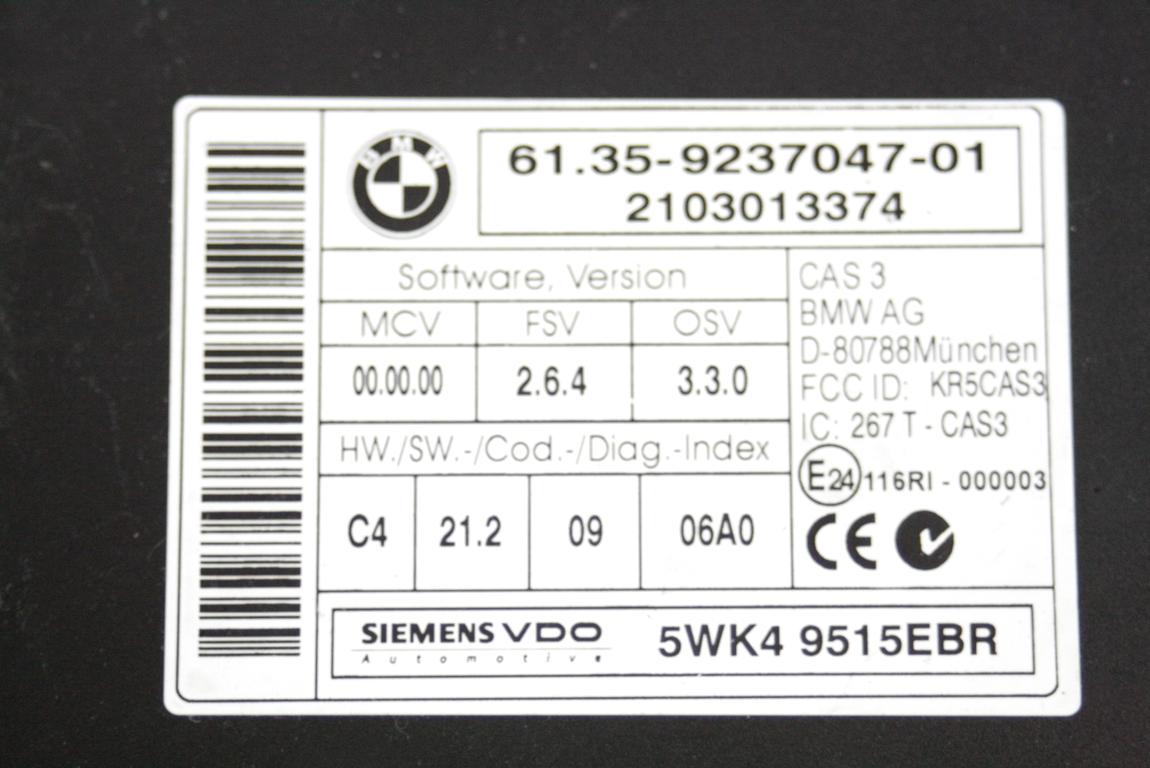 BMW
61.35-9237047-01
2103013374
Software, Version
MCV FSV OSV
00.00.00 2.6.4 3.3.0
HW./SW.-/Cod.-/Diag.-Index
C4 21.2 09 06A0
CAS 3
BMW AG
D-80788München
FCC ID: KR5CAS3
IC: 267 T - CAS3
E24 116RI - 000003
CE
SIEMENS VDO
Automotive
5WK4 9515EBR